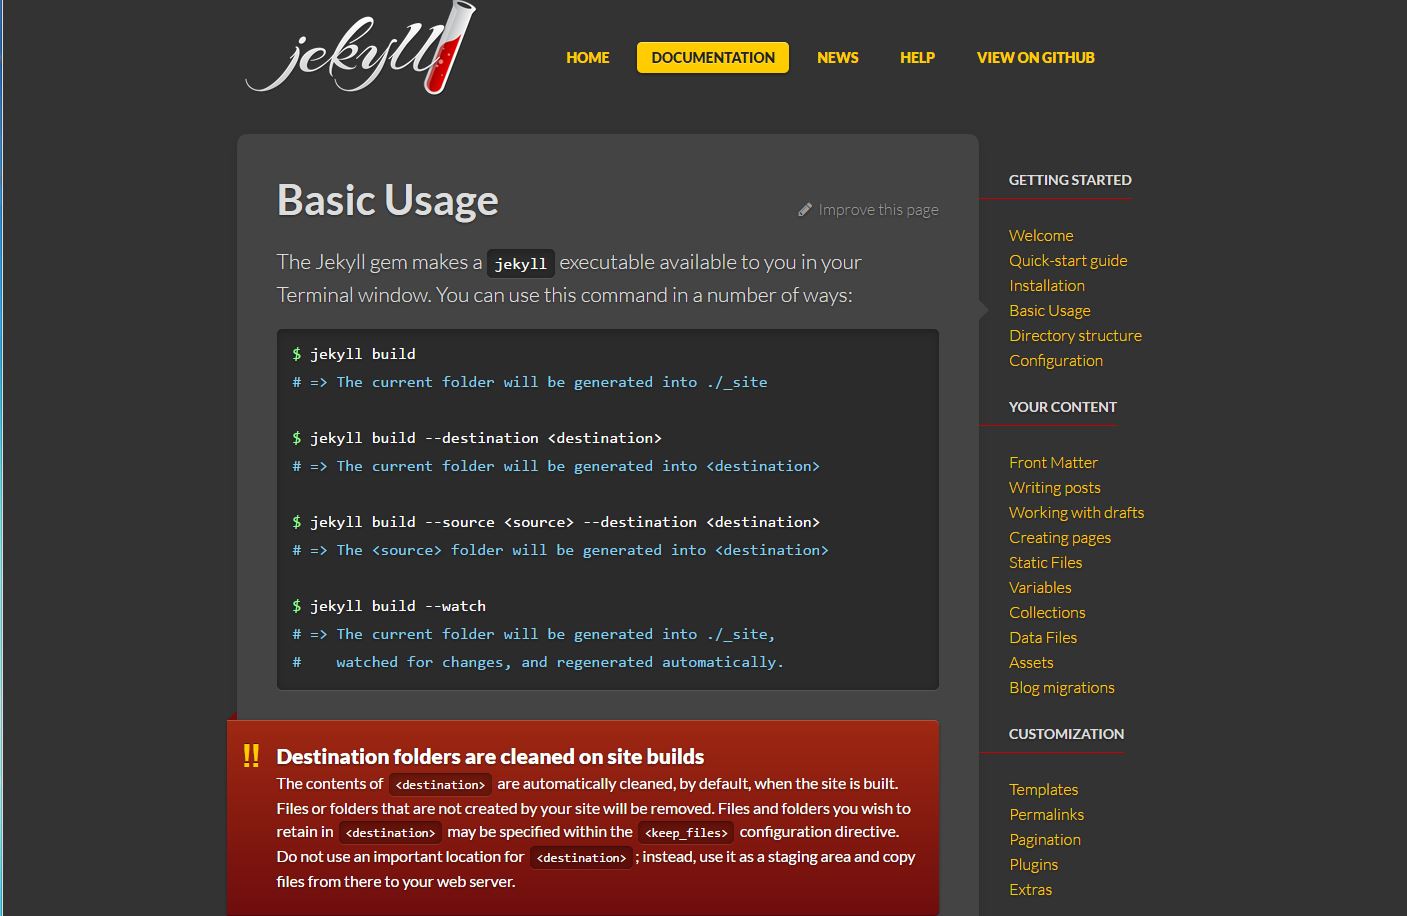 jekyll
HOME DOCUMENTATION NEWS HELP VIEW ON GITHUB
Basic Usage
Improve this page
The Jekyll gem makes a jekyll executable available to you in your
Terminal window. You can use this command in a number of ways:
$ jekyll build
# => The current folder will be generated into ./_site
$ jekyll build --destination <destination>
# => The current folder will be generated into <destination>
$ jekyll build --source <source> --destination <destination>
# => The <source> folder will be generated into <destination>
$ jekyll build --watch
# => The current folder will be generated into ./_site,
#    watched for changes, and regenerated automatically.
!! Destination folders are cleaned on site builds
The contents of <destination> are automatically cleaned, by default, when the site is built.
Files or folders that are not created by your site will be removed. Files and folders you wish to
retain in <destination> may be specified within the <keep_files> configuration directive.
Do not use an important location for <destination> ; instead, use it as a staging area and copy
files from there to your web server.
GETTING STARTED
Welcome
Quick-start guide
Installation
Basic Usage
Directory structure
Configuration
YOUR CONTENT
Front Matter
Writing posts
Working with drafts
Creating pages
Static Files
Variables
Collections
Data Files
Assets
Blog migrations
CUSTOMIZATION
Templates
Permalinks
Pagination
Plugins
Extras